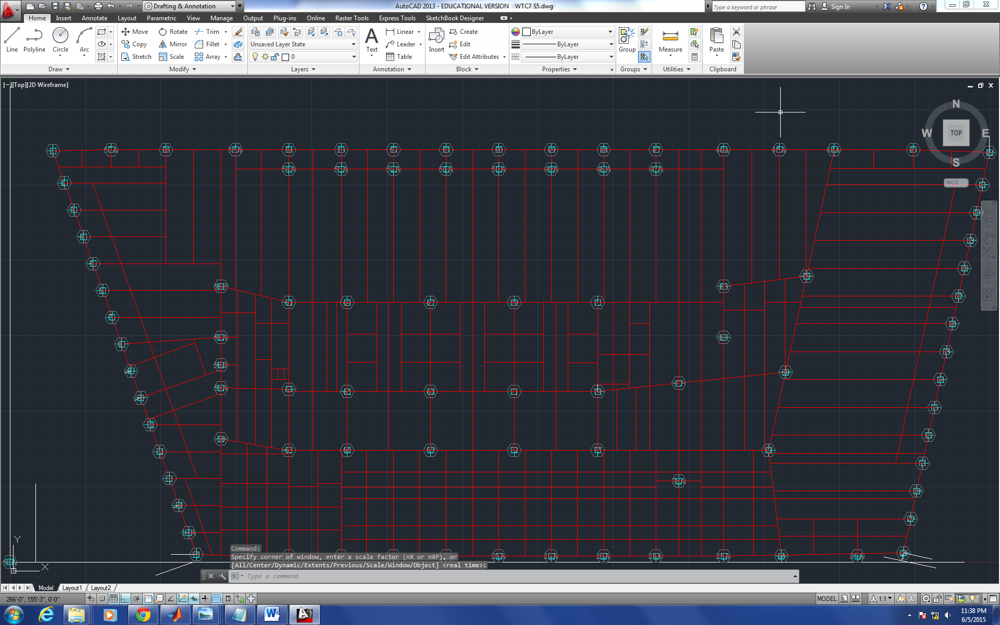 Drafting & Annotation
AutoCAD 2013 - EDUCATIONAL VERSION WTC7 S5.dwg
Type a keyword or phrase
Sign In
Home Insert Annotate Layout Parametric View Manage Output Plug-ins Online Raster Tools Express Tools SketchBook Designer
Line Polyline Circle Arc
Move Rotate Trim
Copy Mirror Fillet
Stretch Scale Array
Unsaved Layer State
0
Text
Linear
Leader
Table
Insert
Create
Edit
Edit Attributes
ByLayer
ByLayer
ByLayer
Group
Measure
Paste
Draw Modify Layers Annotation Block Properties Groups Utilities Clipboard
[−][Top][2D Wireframe]
N
W TOP E
S
WCS
Y
X
Command:
Specify corner of window, enter a scale factor (nX or nXP), or
[All/Center/Dynamic/Extents/Previous/Scale/Window/Object] <real time>:
Type a command
Model Layout1 Layout2
266'-0", 155'-3", 0'-0"
MODEL
1:1
11:38 PM
6/5/2015